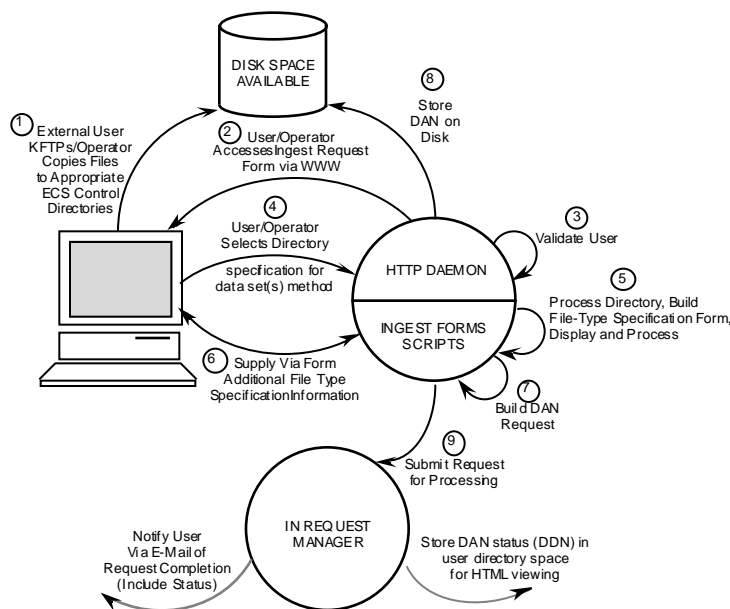 DISK SPACE
AVAILABLE
8
Store
DAN on
Disk
1
External User
KFTPs/Operator
Copies Files
to Appropriate
ECS Control
Directories
2
User/Operator
AccessesIngest Request
Form via WWW
3
Validate User
4
User/Operator
Selects Directory
specification for
data set(s) method
HTTP DAEMON
INGEST FORMS
SCRIPTS
5
Process Directory, Build
File-Type Specification Form,
Display and Process
6
Supply Via Form
Additional File Type
SpecificationInformation
7
Build DAN
Request
9
Submit Request
for Processing
IN REQUEST
MANAGER
Notify User
Via E-Mail of
Request Completion
(Include Status)
Store DAN status (DDN) in
user directory space
for HTML viewing